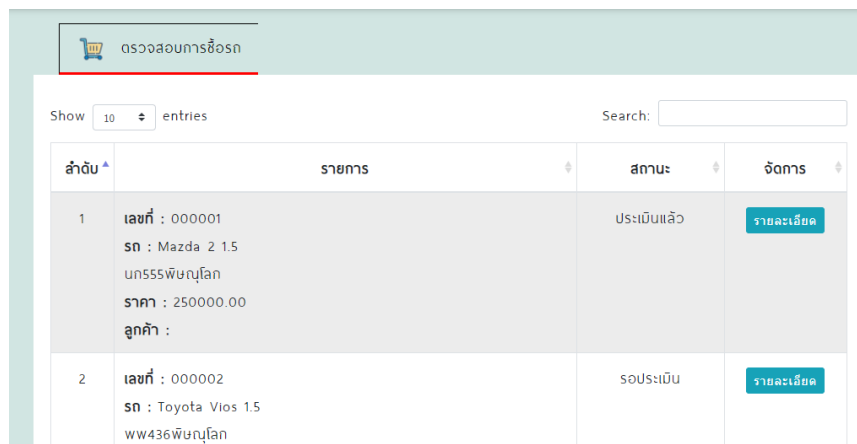 ตรวจสอบการซื้อรถ
Show 10 entries Search:
ลำดับ รายการ สถานะ จัดการ
1 เลขที่ : 000001 ประเมินแล้ว รายละเอียด
รถ : Mazda 2 1.5
นก555พิษณุโลก
ราคา : 250000.00
ลูกค้า :
2 เลขที่ : 000002 รอประเมิน รายละเอียด
รถ : Toyota Vios 1.5
พพ436พิษณุโลก